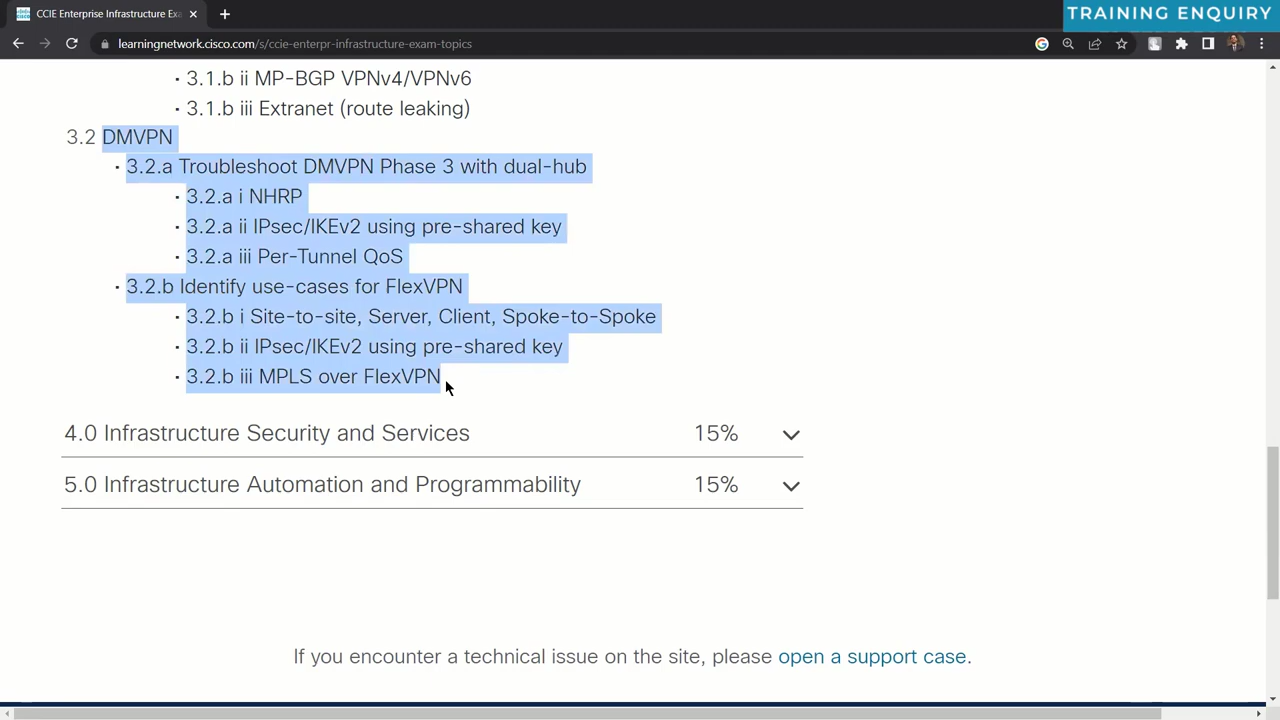 CCIE Enterprise Infrastructure Exa
TRAINING ENQUIRY
learningnetwork.cisco.com/s/ccie-enterpr-infrastructure-exam-topics
3.1.b ii MP-BGP VPNv4/VPNv6
3.1.b iii Extranet (route leaking)
3.2 DMVPN
3.2.a Troubleshoot DMVPN Phase 3 with dual-hub
3.2.a i NHRP
3.2.a ii IPsec/IKEv2 using pre-shared key
3.2.a iii Per-Tunnel QoS
3.2.b Identify use-cases for FlexVPN
3.2.b i Site-to-site, Server, Client, Spoke-to-Spoke
3.2.b ii IPsec/IKEv2 using pre-shared key
3.2.b iii MPLS over FlexVPN
4.0 Infrastructure Security and Services 15%
5.0 Infrastructure Automation and Programmability 15%
If you encounter a technical issue on the site, please open a support case.